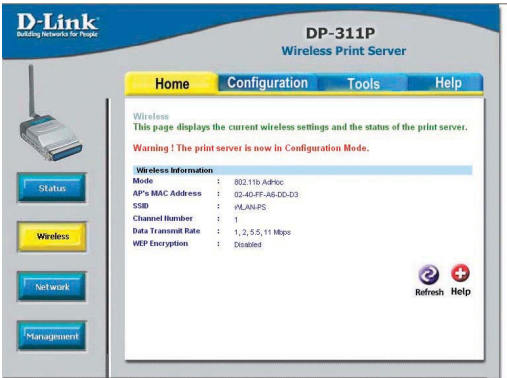 D-Link
Building Networks for People
DP-311P
Wireless Print Server
Home Configuration Tools Help
Wireless
This page displays the current wireless settings and the status of the print server.
Warning ! The print server is now in Configuration Mode.
Wireless Information
Mode : 802.11b AdHoc
AP's MAC Address : 02-40-FF-A6-DD-D3
SSID : WLAN-PS
Channel Number : 1
Data Transmit Rate : 1, 2, 5.5, 11 Mbps
WEP Encryption : Disabled
Status
Wireless
Network
Management
Refresh Help